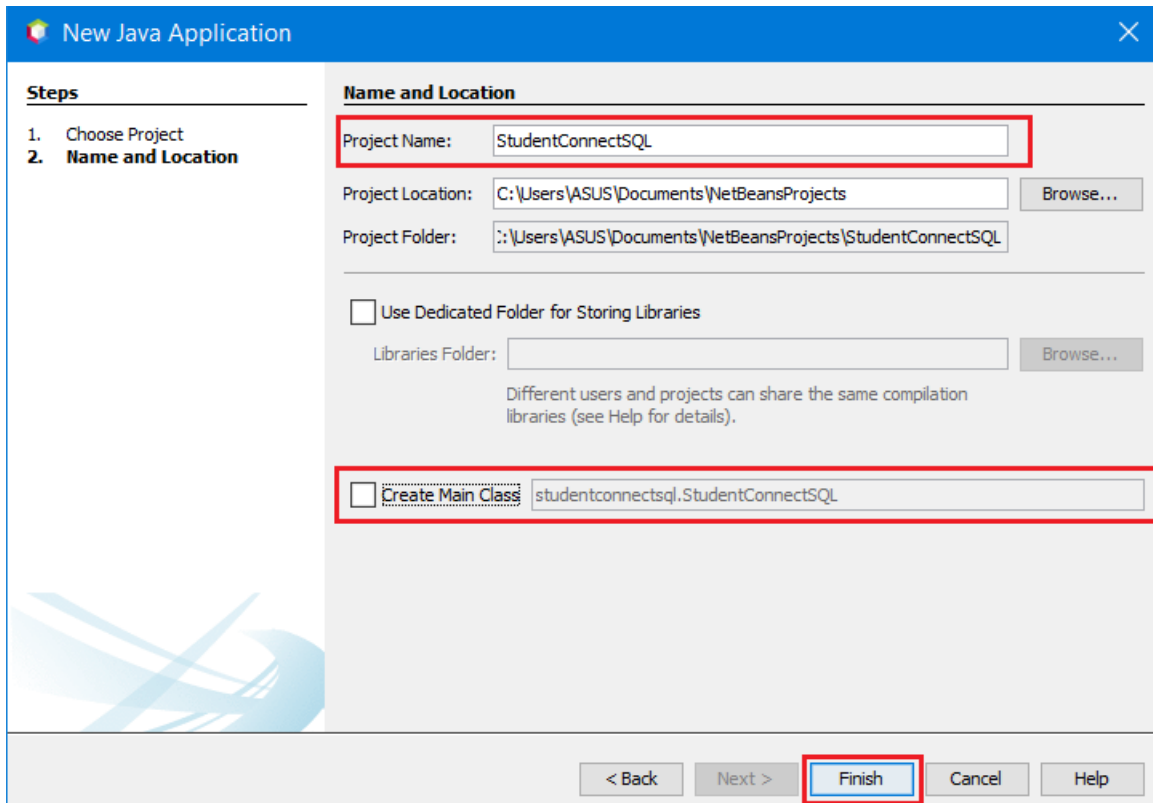 New Java Application
Steps
1. Choose Project
2. Name and Location
Name and Location
Project Name: StudentConnectSQL
Project Location: C:\Users\ASUS\Documents\NetBeansProjects Browse...
Project Folder: :\Users\ASUS\Documents\NetBeansProjects\StudentConnectSQL
Use Dedicated Folder for Storing Libraries
Libraries Folder: Browse...
Different users and projects can share the same compilation
libraries (see Help for details).
Create Main Class studentconnectsql.StudentConnectSQL
< Back Next > Finish Cancel Help